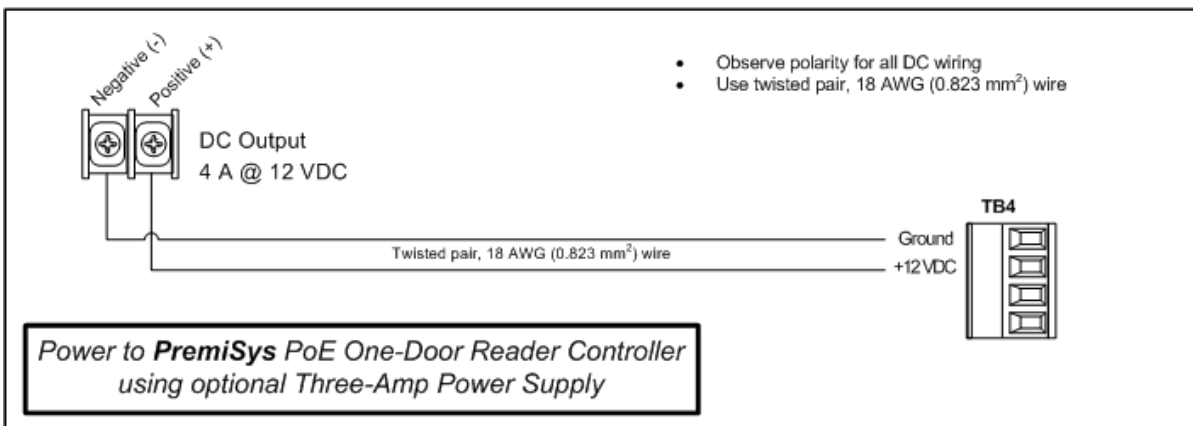 Negative (-)
Positive (+)
• Observe polarity for all DC wiring
• Use twisted pair, 18 AWG (0.823 mm²) wire
DC Output
4 A @ 12 VDC
TB4
Ground
Twisted pair, 18 AWG (0.823 mm²) wire
+12VDC
Power to PremiSys PoE One-Door Reader Controller
using optional Three-Amp Power Supply